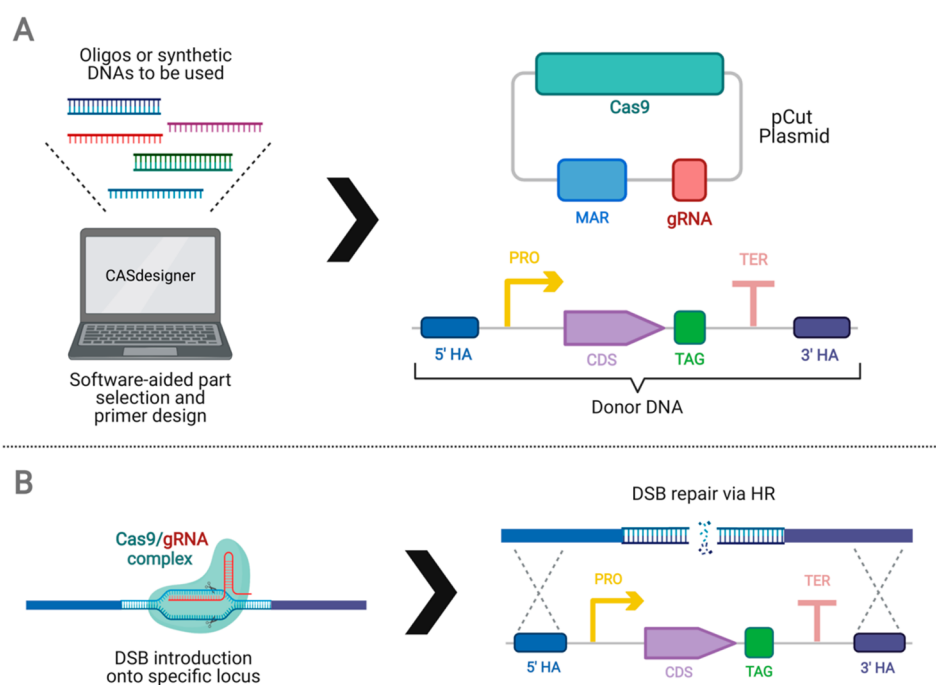 A
Oligos or synthetic
DNAs to be used
CASdesigner
Software-aided part
selection and
primer design
Cas9
pCut
Plasmid
MAR
gRNA
PRO
TER
5' HA
CDS
TAG
3' HA
Donor DNA
B
Cas9/gRNA
complex
DSB introduction
onto specific locus
DSB repair via HR
PRO
TER
5' HA
CDS
TAG
3' HA